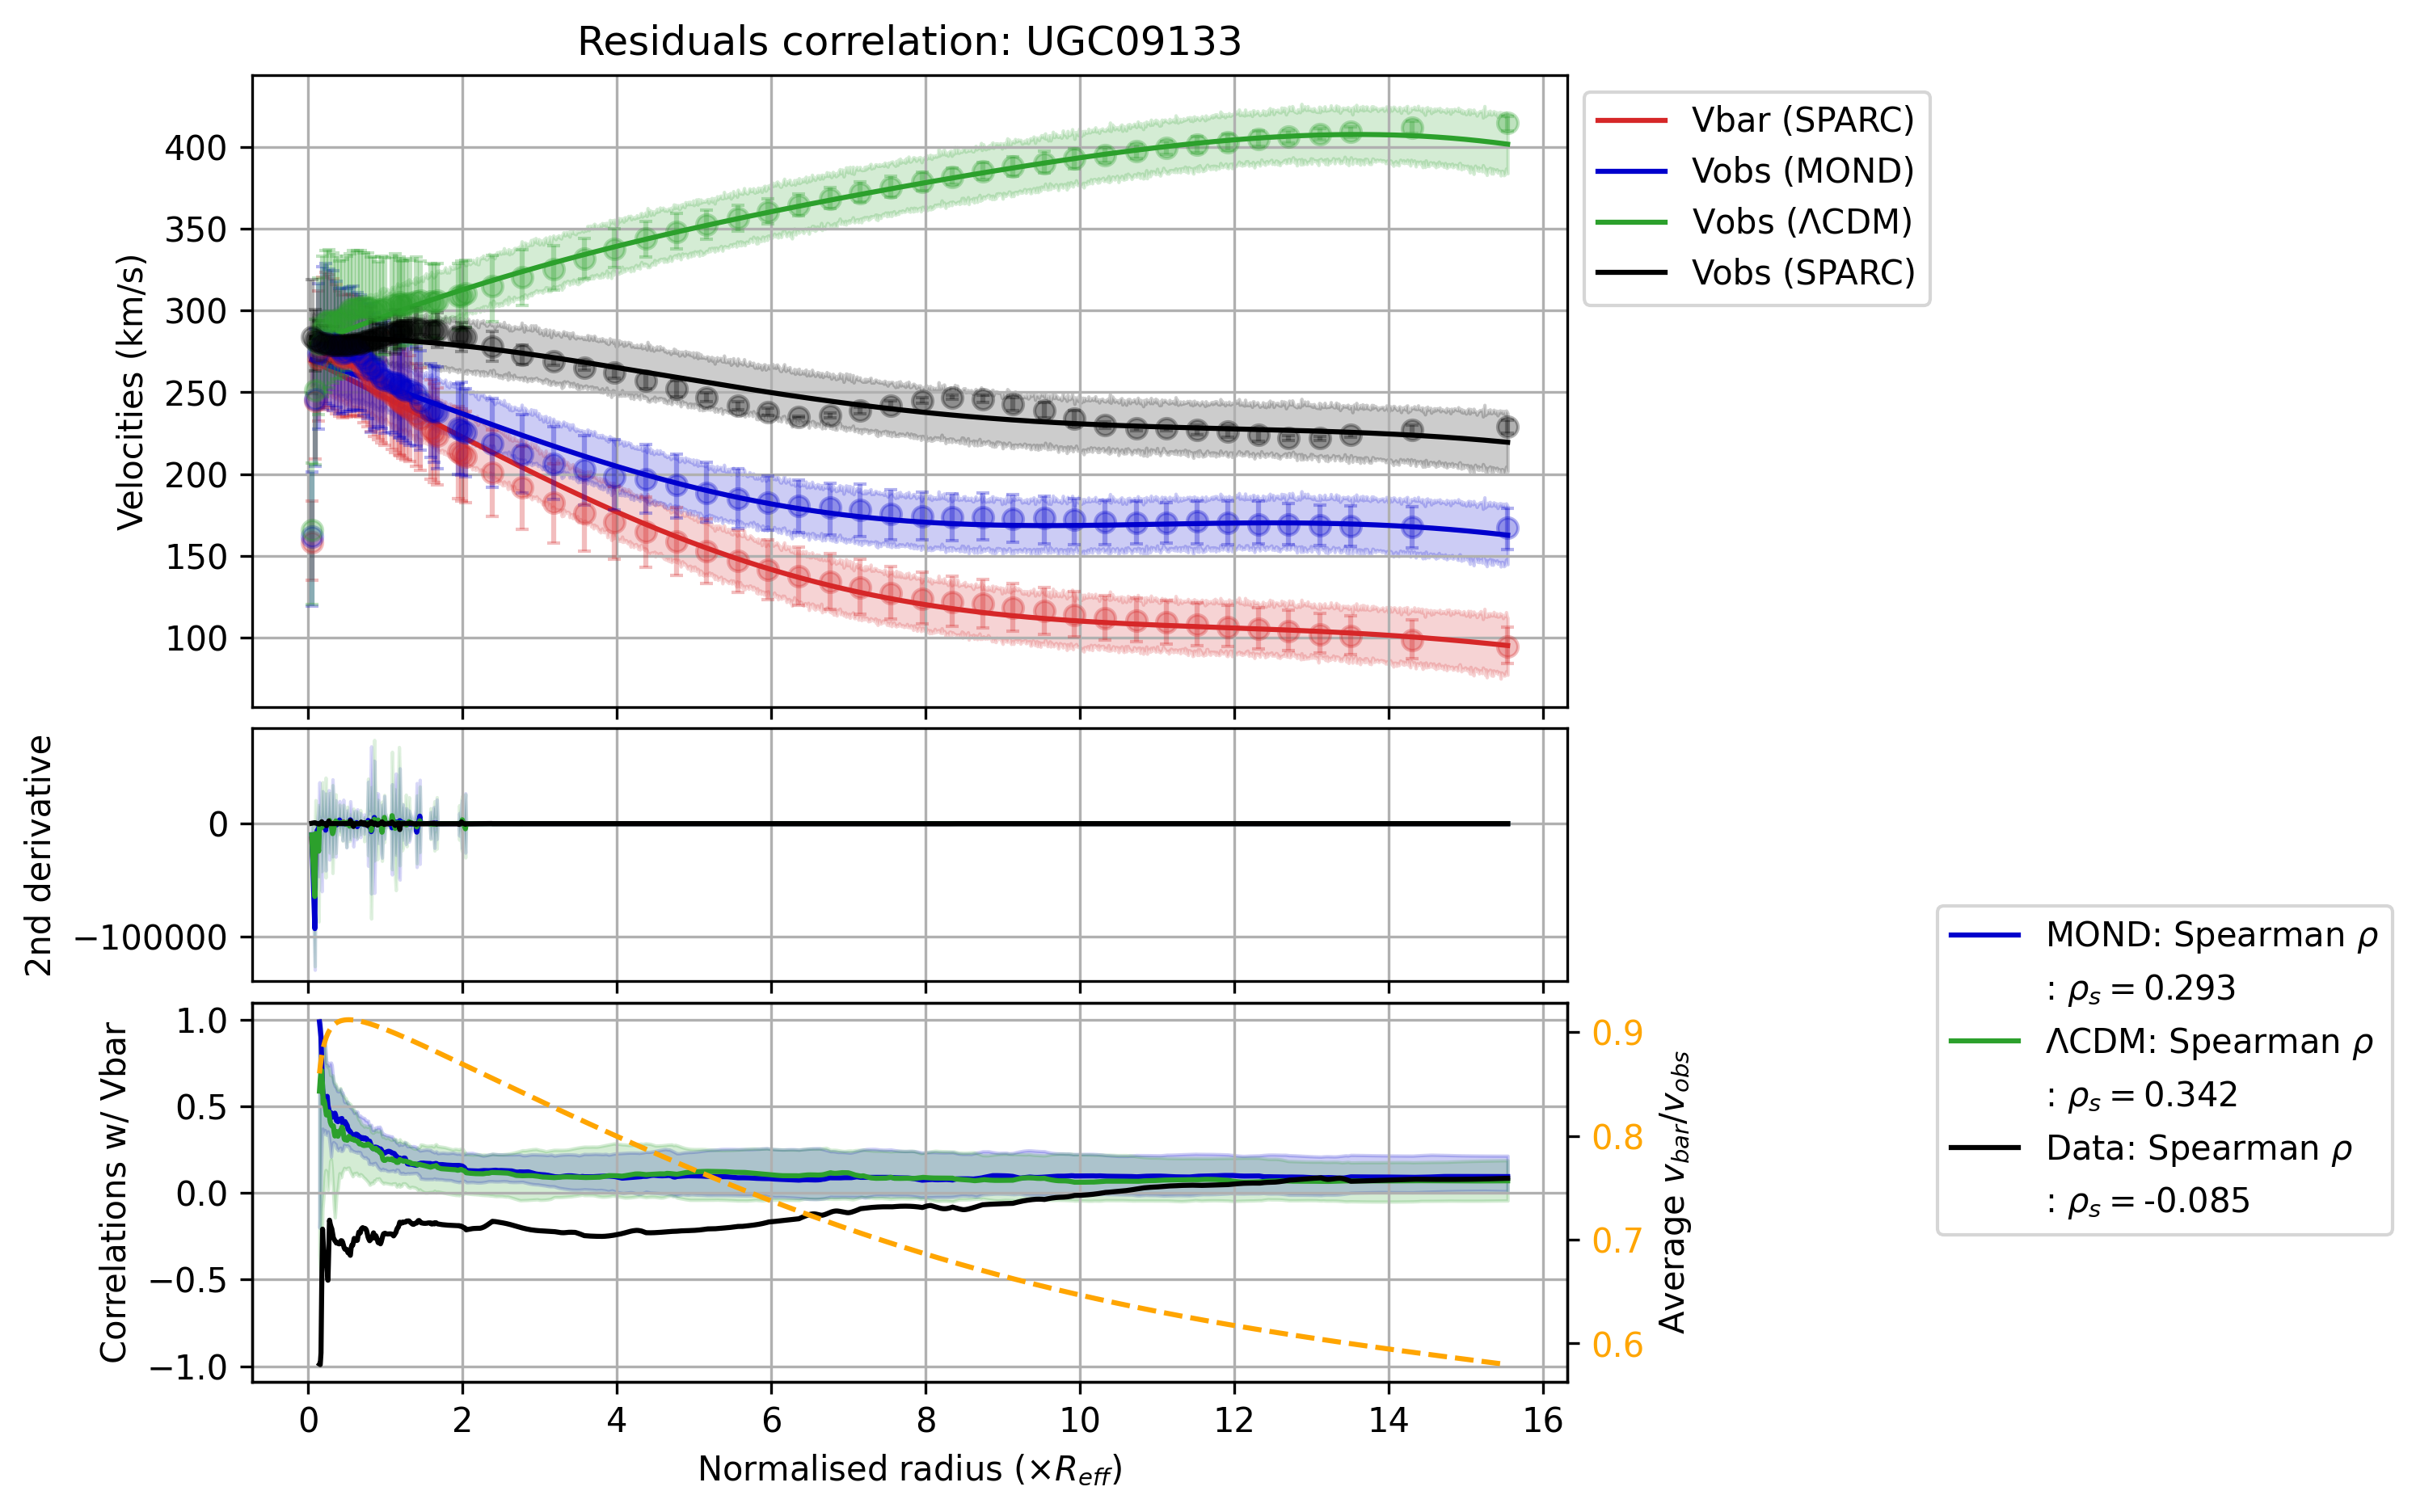 Residuals correlation: UGC09133
Velocities (km/s)
400
350
300
250
200
150
100
Vbar (SPARC)
Vobs (MOND)
Vobs (ΛCDM)
Vobs (SPARC)
2nd derivative
0
−100000
Correlations w/ Vbar
1.0
0.5
0.0
−0.5
−1.0
0.9
0.8
0.7
0.6
Average v_bar/v_obs
MOND: Spearman ρ
: ρ_s = 0.293
ΛCDM: Spearman ρ
: ρ_s = 0.342
Data: Spearman ρ
: ρ_s = -0.085
0 2 4 6 8 10 12 14 16
Normalised radius (×R_eff)